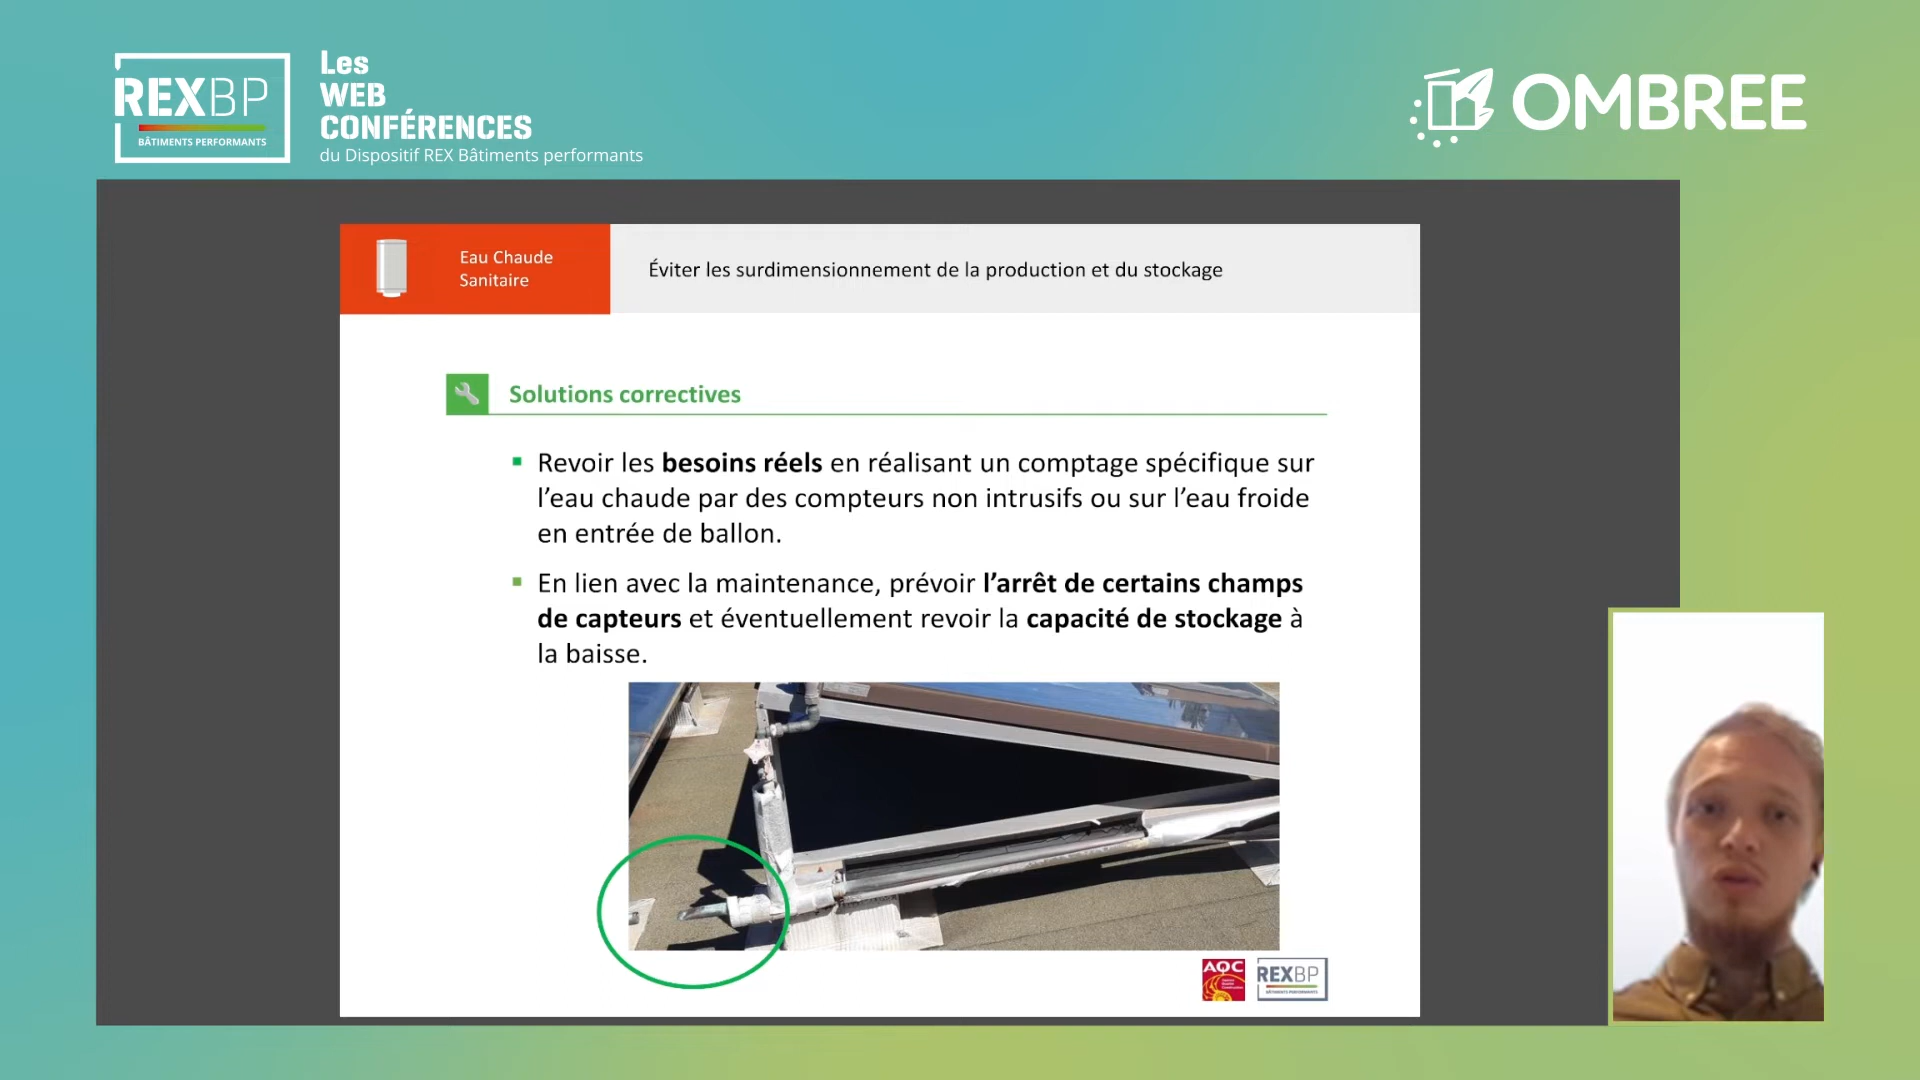 REXBP
BÂTIMENTS PERFORMANTS
Les
WEB
CONFÉRENCES
du Dispositif REX Bâtiments performants
OMBREE
Eau Chaude
Sanitaire
Éviter les surdimensionnement de la production et du stockage
Solutions correctives
Revoir les besoins réels en réalisant un comptage spécifique sur
l’eau chaude par des compteurs non intrusifs ou sur l’eau froide
en entrée de ballon.
En lien avec la maintenance, prévoir l’arrêt de certains champs
de capteurs et éventuellement revoir la capacité de stockage à
la baisse.
AQC
REXBP
BÂTIMENTS PERFORMANTS